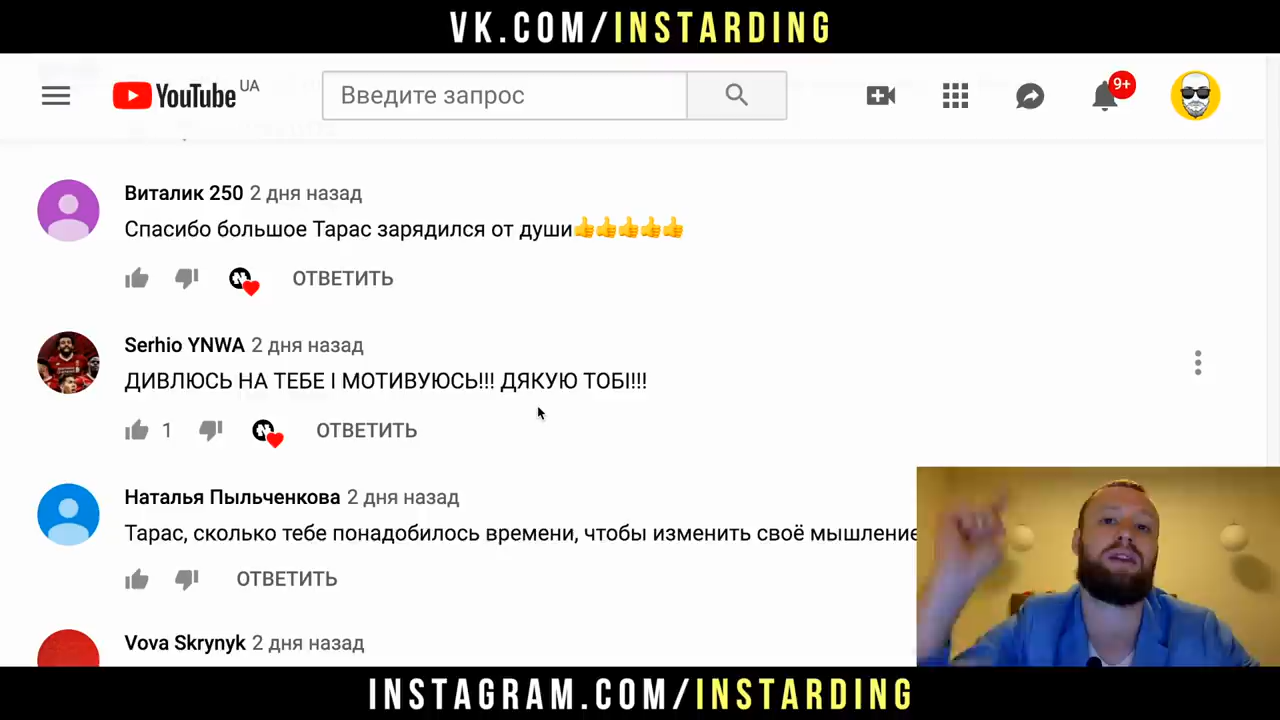 VK.COM/INSTARDING
YouTube UA
Введите запрос
9+
Виталик 250 2 дня назад
Спасибо большое Тарас зарядился от души👍👍👍👍👍
ОТВЕТИТЬ
Serhio YNWA 2 дня назад
ДИВЛЮСЬ НА ТЕБЕ І МОТИВУЮСЬ!!! ДЯКУЮ ТОБІ!!!
1 ОТВЕТИТЬ
Наталья Пыльченкова 2 дня назад
Тарас, сколько тебе понадобилось времени, чтобы изменить своё мышление
ОТВЕТИТЬ
Vova Skrynyk 2 дня назад
INSTAGRAM.COM/INSTARDING